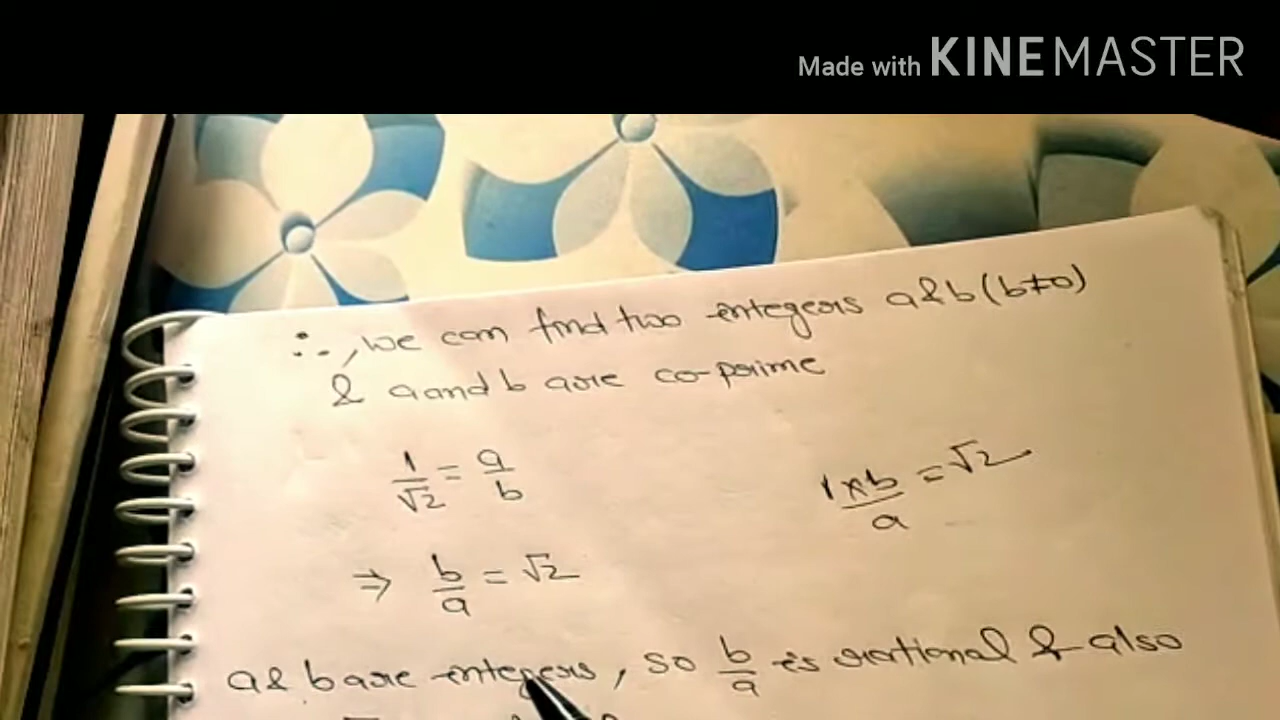 Made with KINEMASTER
∴, we can find two integers a & b (b≠0)
& a and b are co-prime
1/√2 = a/b
1×b/a = √2
⇒ b/a = √2
a & b are integers, so b/a is rational & also